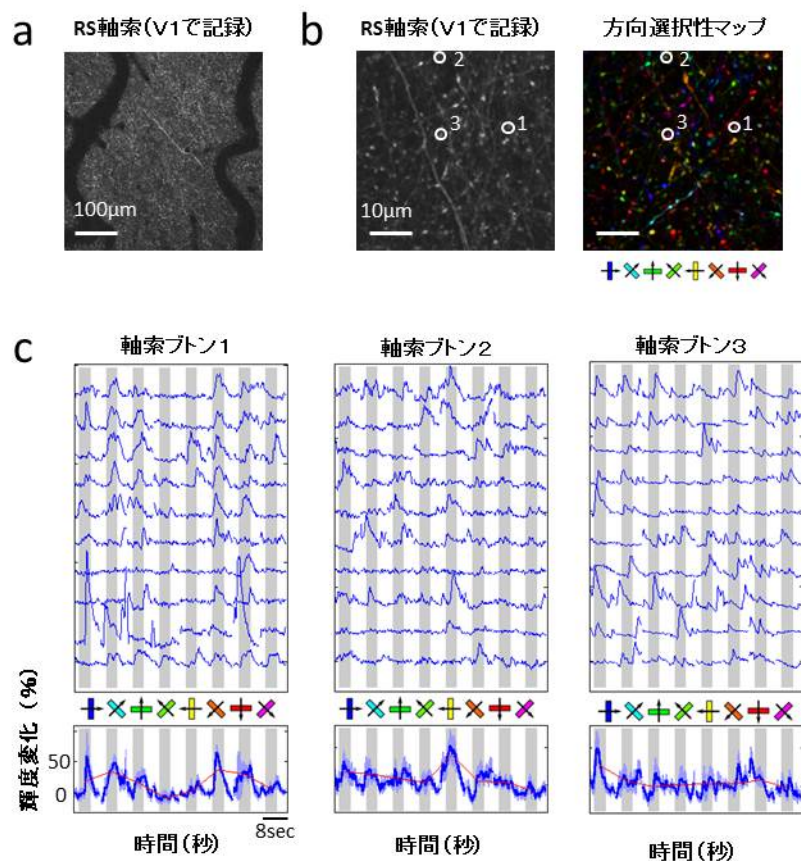 a
RS軸索(V1で記録)
100μm
b
RS軸索(V1で記録)
2
3
1
10μm
方向選択性マップ
2
3
1
c
軸索ブトン1
軸索ブトン2
軸索ブトン3
輝度変化 (%)
50
0
8sec
時間(秒)
時間(秒)
時間(秒)